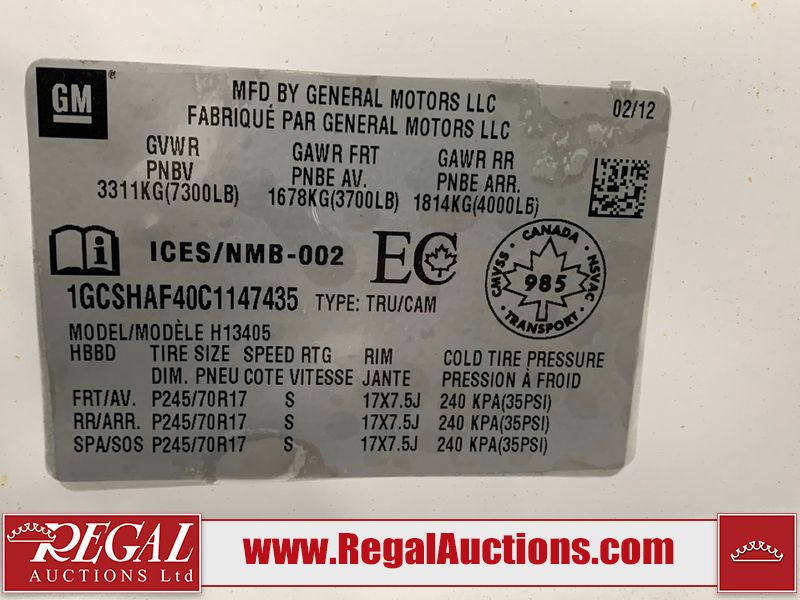 GM
MFD BY GENERAL MOTORS LLC
FABRIQUÉ PAR GENERAL MOTORS LLC
02/12
GVWR GAWR FRT GAWR RR
PNBV PNBE AV. PNBE ARR.
3311KG(7300LB) 1678KG(3700LB) 1814KG(4000LB)
ICES/NMB-002 EC
CANADA
CMVSS 985 NSVAC
TRANSPORT
1GCSHAF40C1147435 TYPE: TRU/CAM
MODEL/MODÈLE H13405
HBBD TIRE SIZE SPEED RTG RIM COLD TIRE PRESSURE
DIM. PNEU COTE VITESSE JANTE PRESSION À FROID
FRT/AV. P245/70R17 S 17X7.5J 240 KPA(35PSI)
RR/ARR. P245/70R17 S 17X7.5J 240 KPA(35PSI)
SPA/SOS P245/70R17 S 17X7.5J 240 KPA(35PSI)
REGAL
AUCTIONS Ltd
www.RegalAuctions.com